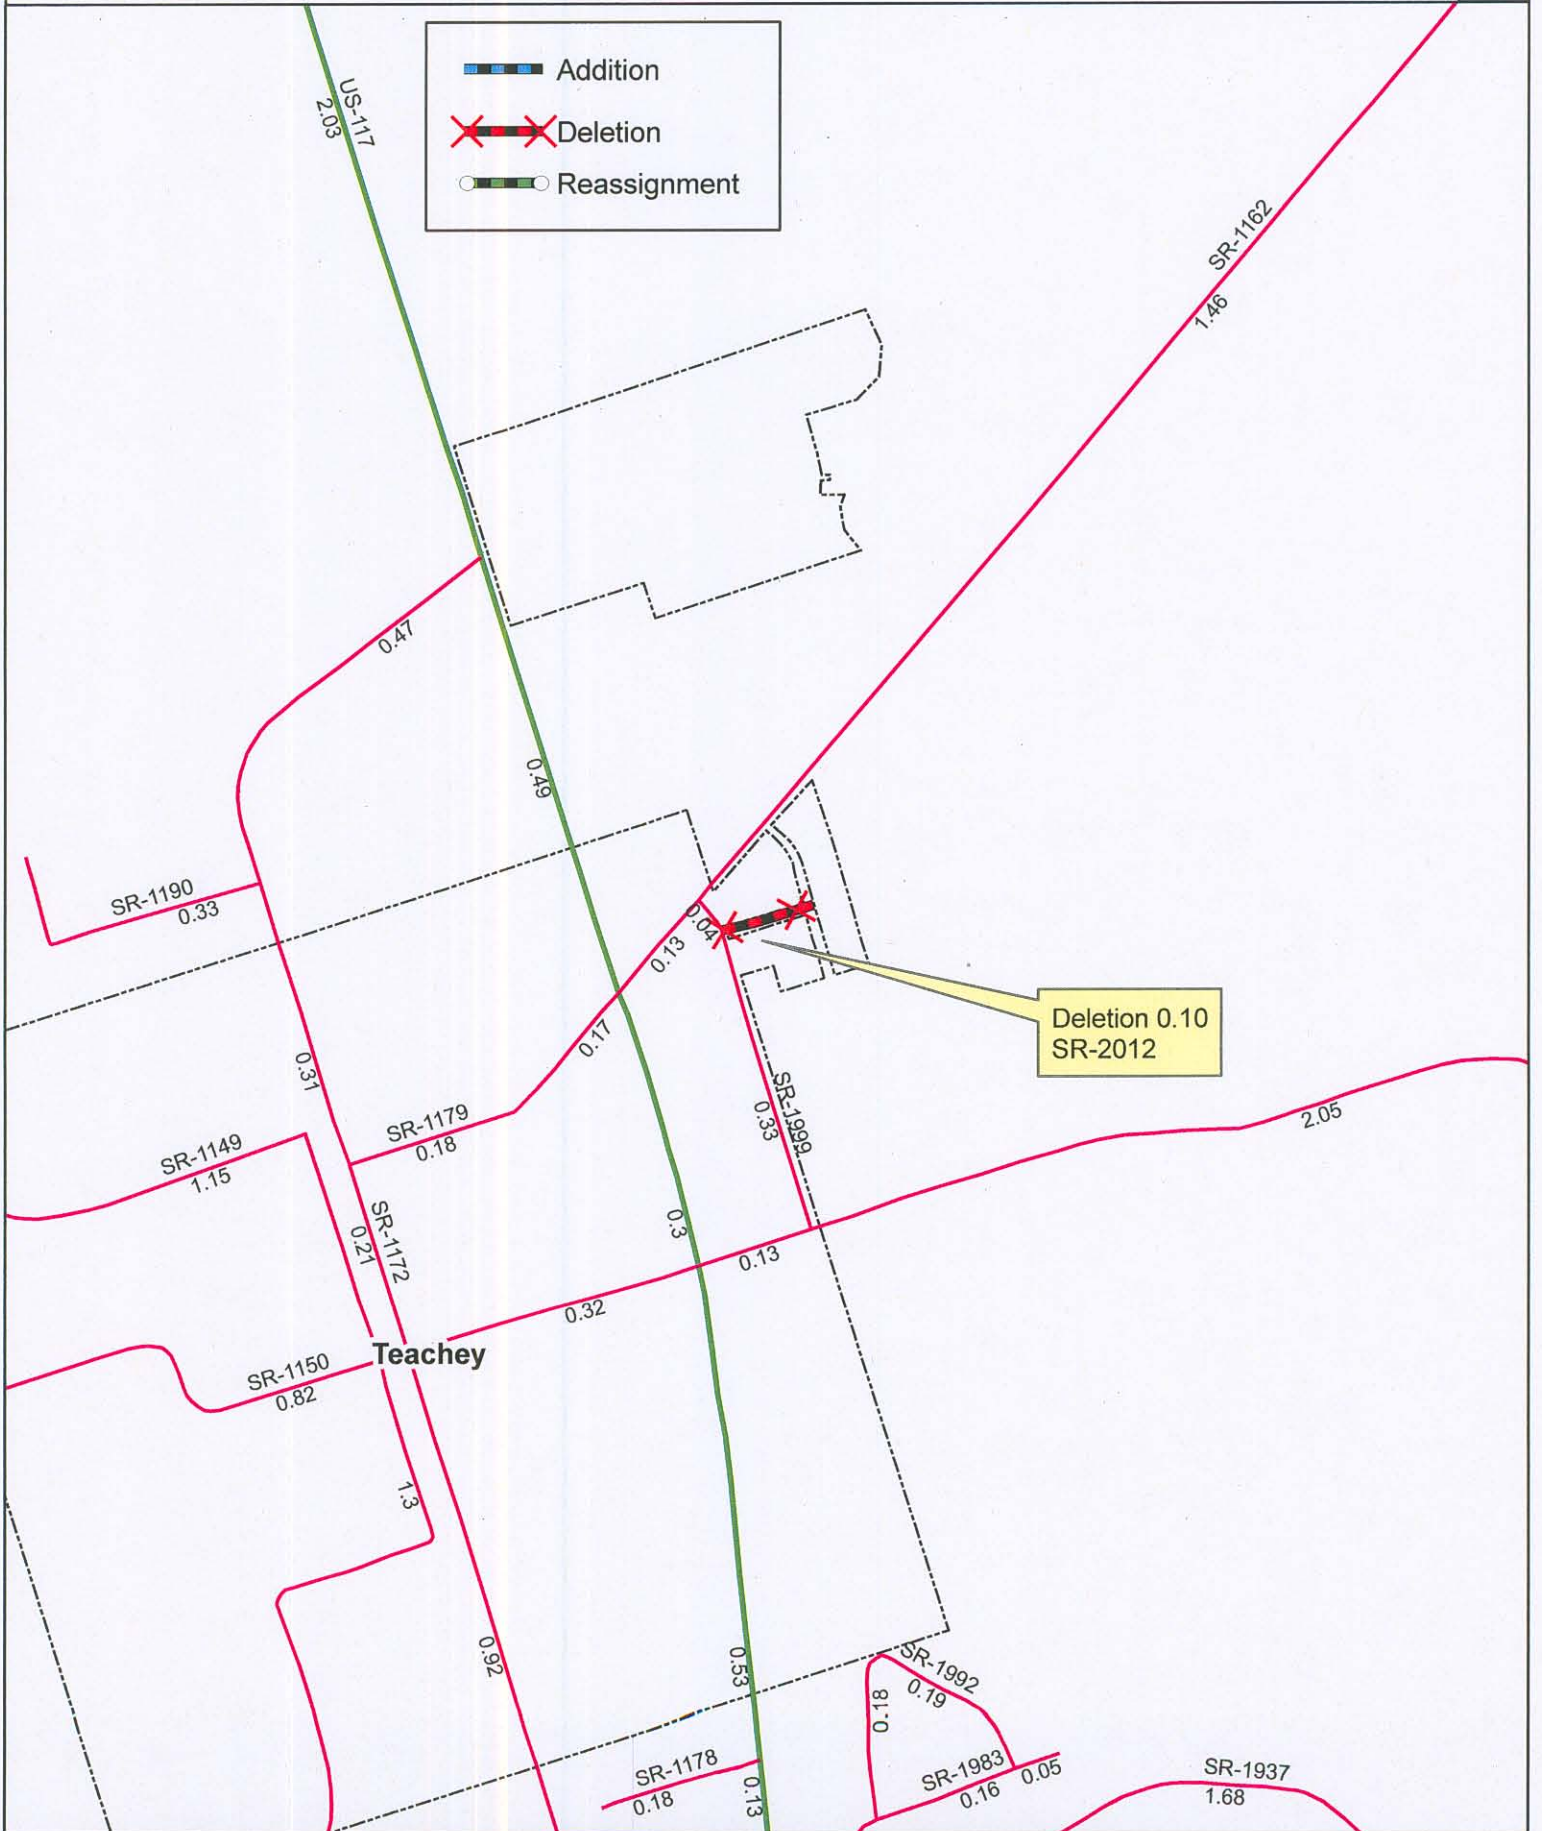 Addition
Deletion
Reassignment
US-117
2.03
SR-1162
1.46
0.47
0.49
SR-1190
0.33
0.04
0.13
0.17
Deletion 0.10
SR-2012
0.31
SR-1999
0.33
SR-1179
0.18
SR-1149
1.15
2.05
SR-1172
0.21
0.3
0.13
0.32
Teachey
SR-1150
0.82
1.3
0.92
0.53
SR-1992
0.19
0.18
SR-1178
0.18
0.13
SR-1983
0.16
0.05
SR-1937
1.68